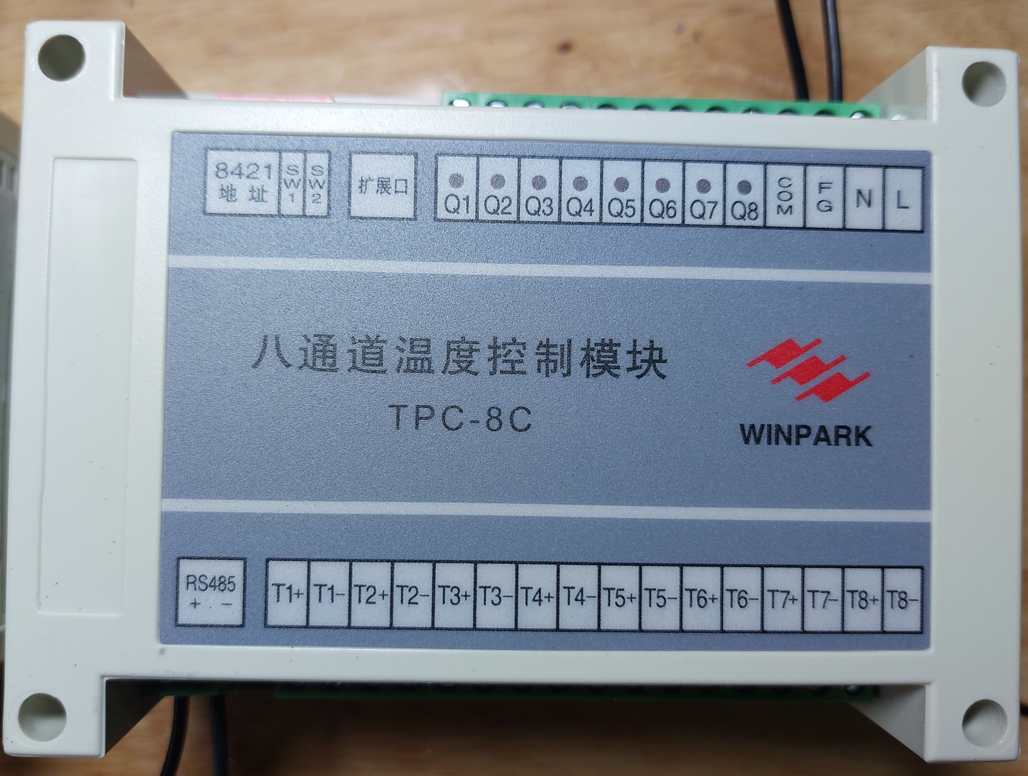 8421
地址
SW1
SW2
扩展口
Q1 Q2 Q3 Q4 Q5 Q6 Q7 Q8 COM FG N L
八通道温度控制模块
TPC-8C
WINPARK
RS485
+ -
T1+ T1- T2+ T2- T3+ T3- T4+ T4- T5+ T5- T6+ T6- T7+ T7- T8+ T8-